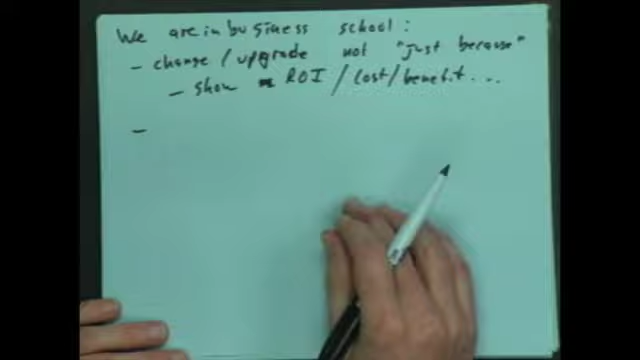 We are in business school:
- change/upgrade not "just because"
- show ROI/cost/benefit...
-